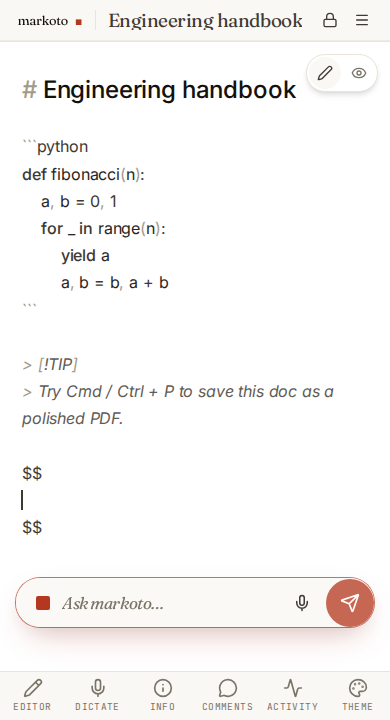 markoto
Engineering handbook
# Engineering handbook
```python
def fibonacci(n):
    a, b = 0, 1
    for _ in range(n):
        yield a
        a, b = b, a + b
```
> [!TIP]
> Try Cmd / Ctrl + P to save this doc as a
polished PDF.
$$
$$
Ask markoto...
EDITOR DICTATE INFO COMMENTS ACTIVITY THEME